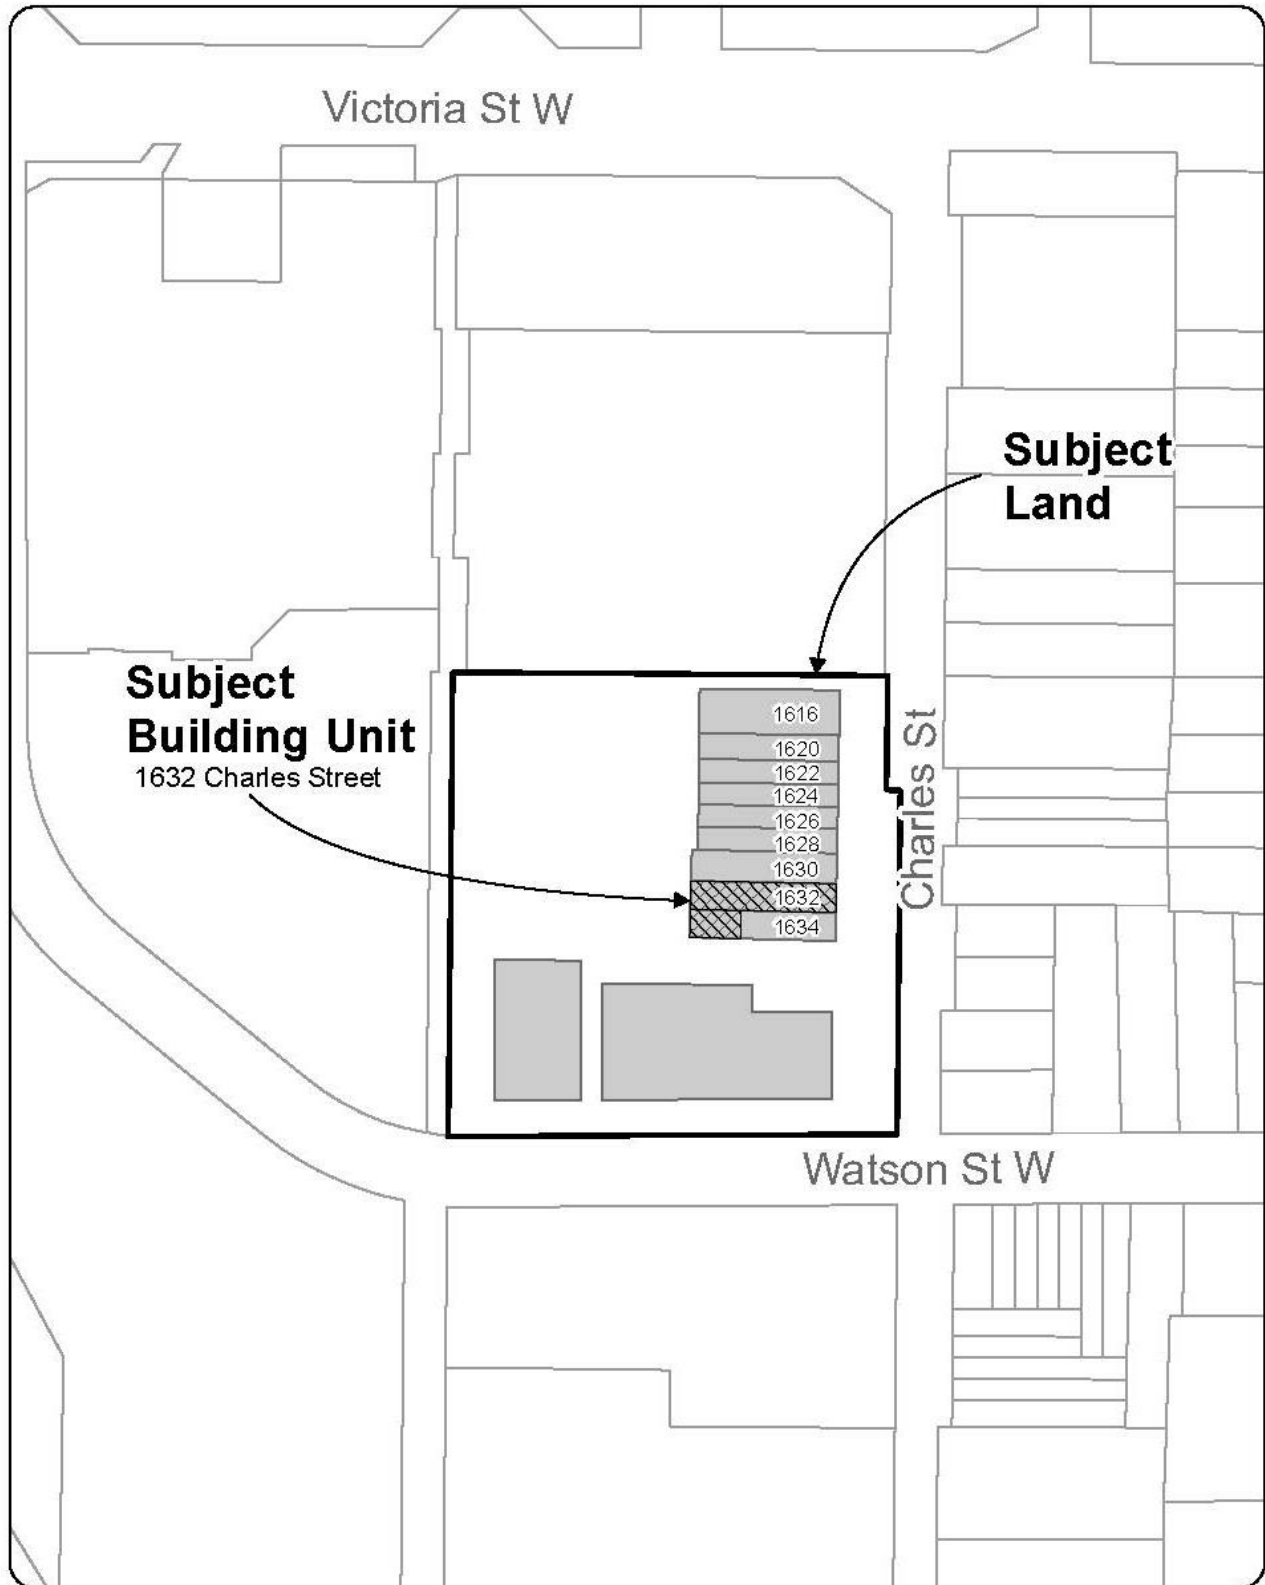 Victoria St W
Subject
Land
Subject
Building Unit
1632 Charles Street
1616
1620
1622
1624
1626
1628
1630
1632
1634
Charles St
Watson St W